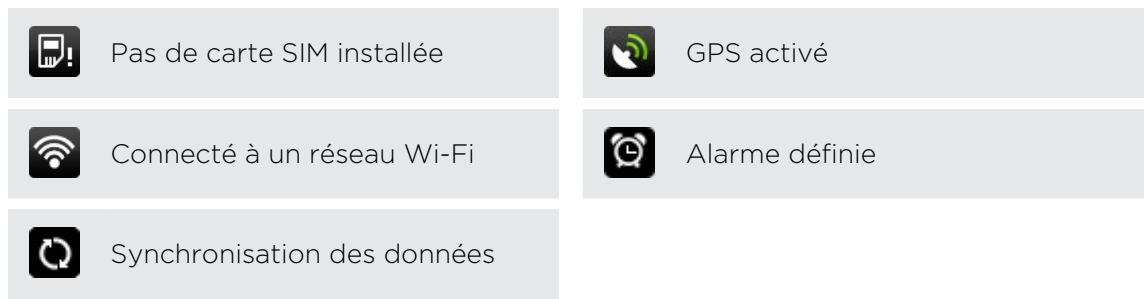 Pas de carte SIM installée
GPS activé
Connecté à un réseau Wi-Fi
Alarme définie
Synchronisation des données